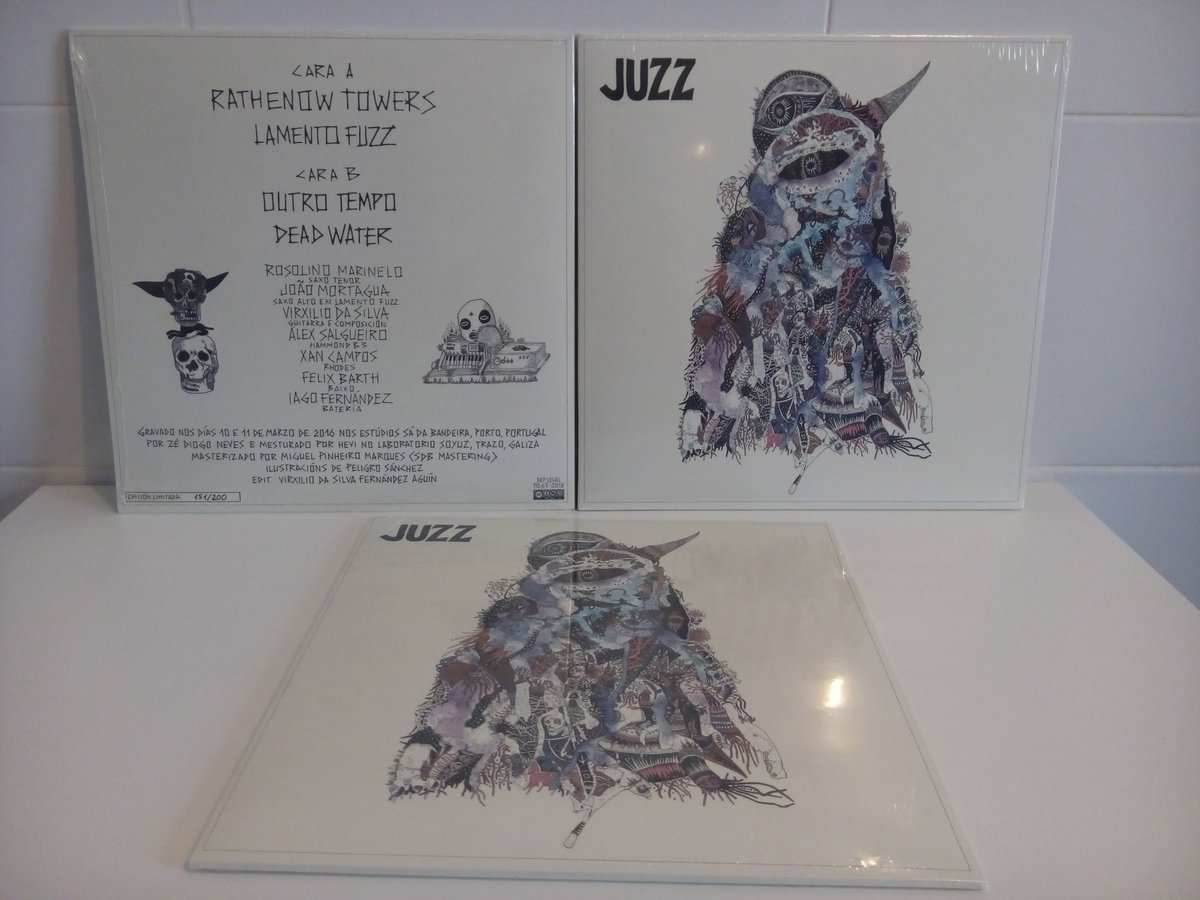 CARA A
RATHENOW TOWERS
LAMENTO FUZZ
CARA B
OUTRO TEMPO
DEAD WATER
ROSOLINO MARINELO
SAXO TENOR
JOÃO MORTAGUA
SAXO ALTO EN LAMENTO FUZZ
VIRXILIO DA SILVA
GUITARRA E COMPOSICIÓN
ÁLEX SALGUEIRO
HAMMOND B3
XAN CAMPOS
RHODES
FELIX BARTH
BAIXO
IAGO FERNÁNDEZ
BATERÍA
GRAVADO NOS DÍAS 10 E 11 DE MARZO DE 2016 NOS ESTÚDIOS SÁ DA BANDEIRA, PORTO, PORTUGAL
POR ZÉ DIOGO NEVES E MESTURADO POR HEVI NO LABORATORIO SOYUZ, TRAZO, GALIZA
MASTERIZADO POR MIGUEL PINHEIRO MARQUES (SDB MASTERING)
ILUSTRACIÓNS DE PELIGRO SÁNCHEZ
EDIT VIRXILIO DA SILVA FERNÁNDEZ AGUÍN
EDICIÓN LIMITADA 151/200
DEP LEGAL
JUZZ
JUZZ